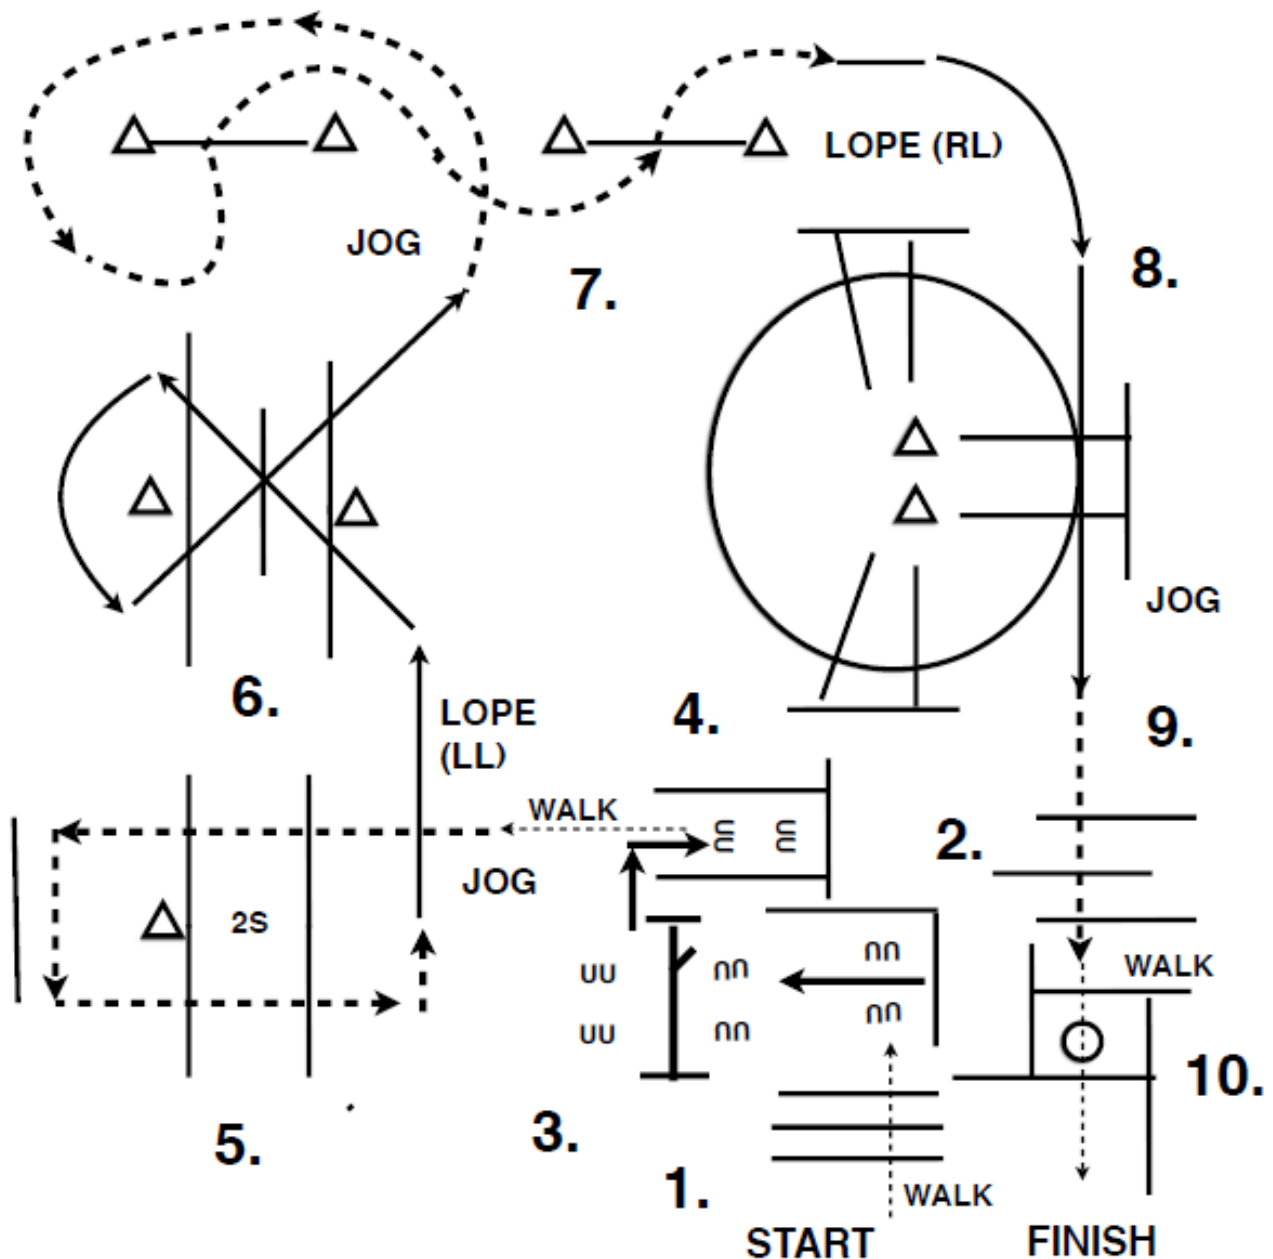 LOPE (RL)
JOG
7.
8.
JOG
6.
LOPE
(LL)
4.
9.
WALK
2.
JOG
2S
WALK
10.
3.
5.
1.
WALK
START
FINISH